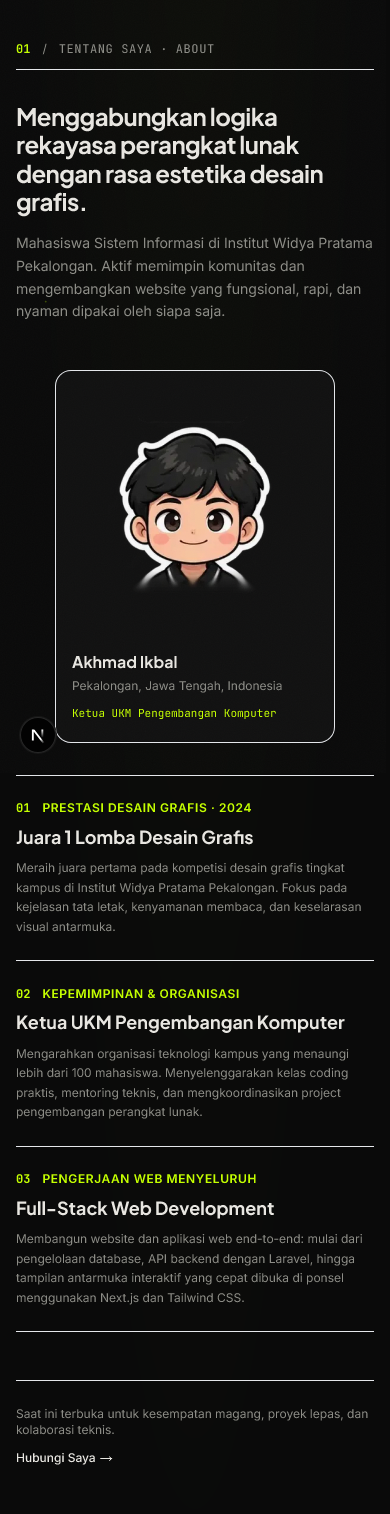 01 / TENTANG SAYA · ABOUT
Menggabungkan logika
rekayasa perangkat lunak
dengan rasa estetika desain
grafis.
Mahasiswa Sistem Informasi di Institut Widya Pratama
Pekalongan. Aktif memimpin komunitas dan
mengembangkan website yang fungsional, rapi, dan
nyaman dipakai oleh siapa saja.
Akhmad Ikbal
Pekalongan, Jawa Tengah, Indonesia
Ketua UKM Pengembangan Komputer
N
01 PRESTASI DESAIN GRAFIS · 2024
Juara 1 Lomba Desain Grafis
Meraih juara pertama pada kompetisi desain grafis tingkat
kampus di Institut Widya Pratama Pekalongan. Fokus pada
kejelasan tata letak, kenyamanan membaca, dan keselarasan
visual antarmuka.
02 KEPEMIMPINAN & ORGANISASI
Ketua UKM Pengembangan Komputer
Mengarahkan organisasi teknologi kampus yang menaungi
lebih dari 100 mahasiswa. Menyelenggarakan kelas coding
praktis, mentoring teknis, dan mengkoordinasikan project
pengembangan perangkat lunak.
03 PENGERJAAN WEB MENYELURUH
Full-Stack Web Development
Membangun website dan aplikasi web end-to-end: mulai dari
pengelolaan database, API backend dengan Laravel, hingga
tampilan antarmuka interaktif yang cepat dibuka di ponsel
menggunakan Next.js dan Tailwind CSS.
Saat ini terbuka untuk kesempatan magang, proyek lepas, dan
kolaborasi teknis.
Hubungi Saya →